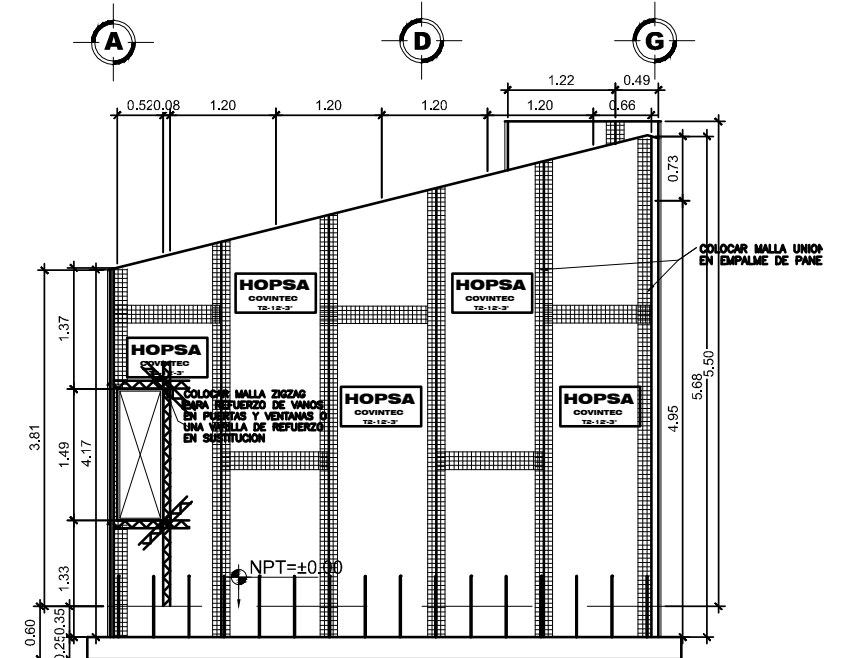 A
D
G
1.22
0.49
0.52
0.08
1.20
1.20
1.20
1.20
0.66
0.73
COLOCAR MALLA UNION
EN EMPALME DE PANE
HOPSA
COVINTEC
T2-12'-3'
HOPSA
COVINTEC
T2-12'-3'
1.37
HOPSA
COVINTEC
5.50
5.68
4.95
COLOCAR MALLA ZIGZAG
PARA REFUERZO DE VANOS
EN PUERTAS Y VENTANAS O
UNA VARILLA DE REFUERZO
EN SUSTITUCION
HOPSA
COVINTEC
T2-12'-3'
HOPSA
COVINTEC
T2-12'-3'
3.81
1.49
4.17
1.33
NPT=±0.00
0.60
0.35
0.25